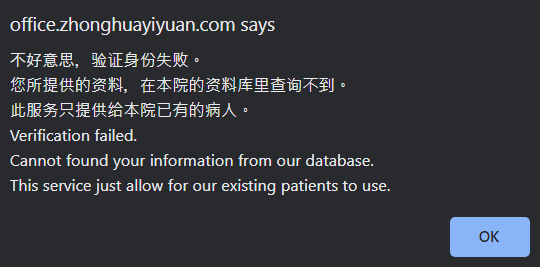 office.zhonghuayiyuan.com says
不好意思，验证身份失败。
您所提供的资料，在本院的资料库里查询不到。
此服务只提供给本院已有的病人。
Verification failed.
Cannot found your information from our database.
This service just allow for our existing patients to use.
OK